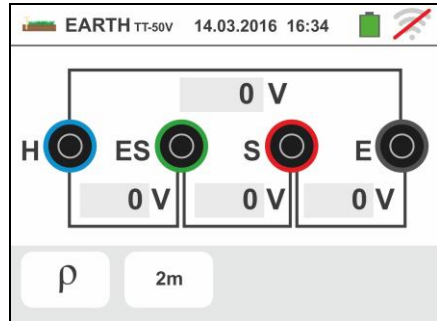 EARTH TT-50V 14.03.2016 16:34
0 V
H ES S E
0 V 0 V 0 V
ρ 2m